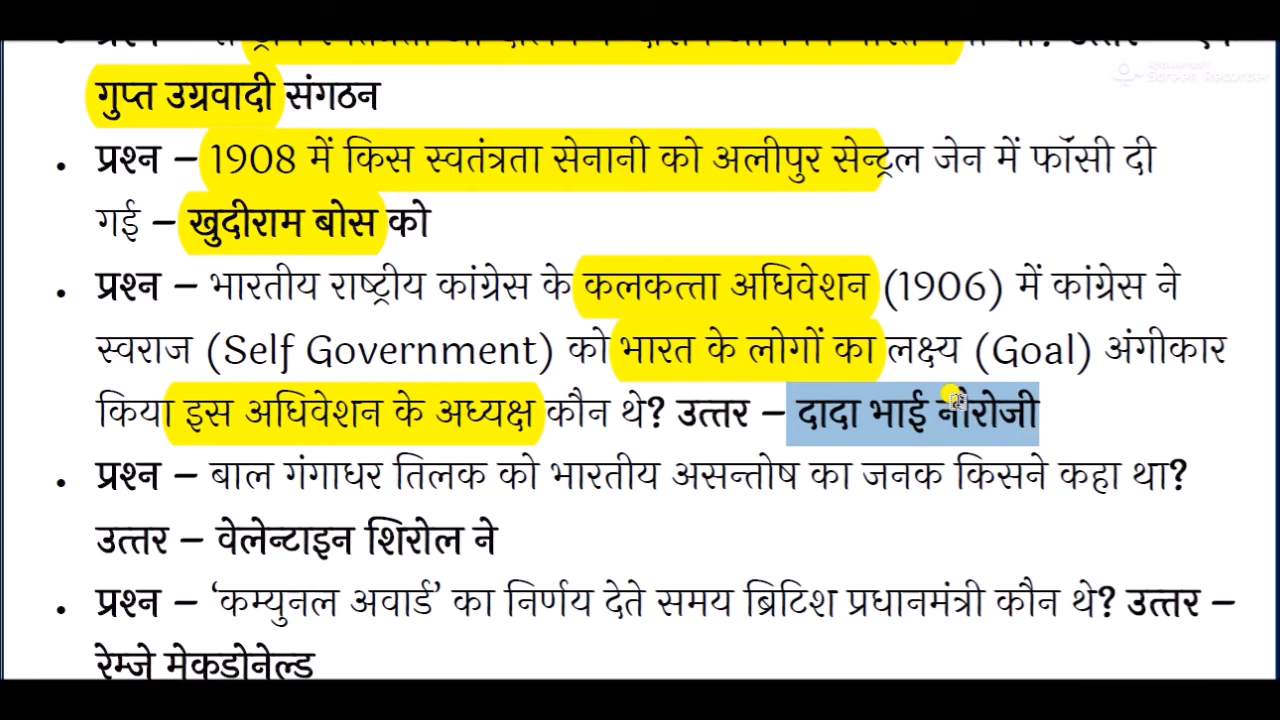 गुप्त उग्रवादी संगठन
प्रश्न – 1908 में किस स्वतंत्रता सेनानी को अलीपुर सेन्ट्रल जेन में फॉसी दी
गई – खुदीराम बोस को
प्रश्न – भारतीय राष्ट्रीय कांग्रेस के कलकत्ता अधिवेशन (1906) में कांग्रेस ने
स्वराज (Self Government) को भारत के लोगों का लक्ष्य (Goal) अंगीकार
किया इस अधिवेशन के अध्यक्ष कौन थे? उत्तर – दादा भाई नौरोजी
प्रश्न – बाल गंगाधर तिलक को भारतीय असन्तोष का जनक किसने कहा था?
उत्तर – वेलेन्टाइन शिरोल ने
प्रश्न – ‘कम्युनल अवार्ड’ का निर्णय देते समय ब्रिटिश प्रधानमंत्री कौन थे? उत्तर –
रेम्जे मेकडोनेल्ड